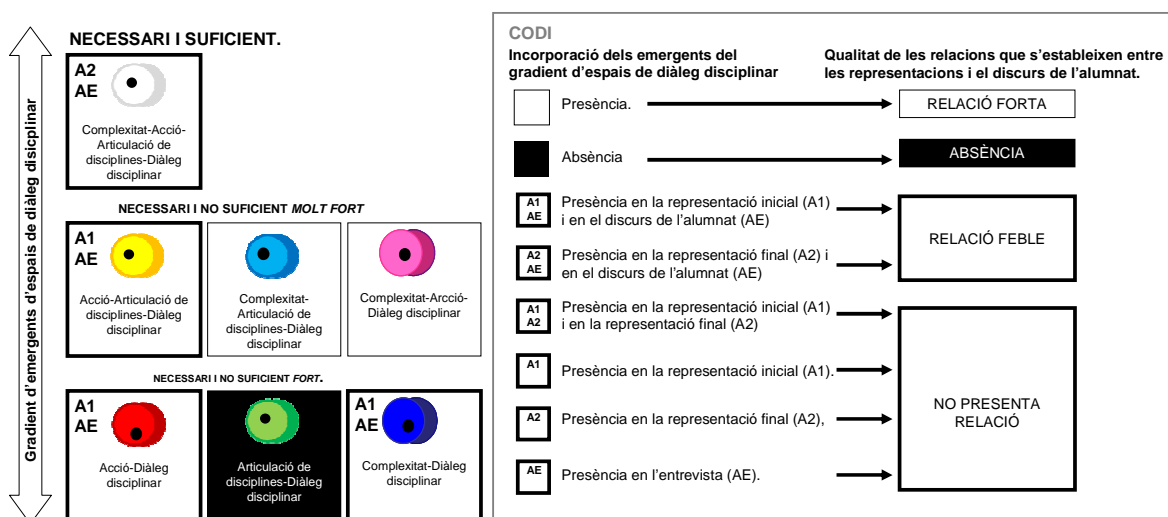 Gradient d'emergents d'espais de diàleg disicplinar
NECESSARI I SUFICIENT.
A2
AE
Complexitat-Acció-
Articulació de
disciplines-Diàleg
disciplinar
NECESSARI I NO SUFICIENT MOLT FORT
A1
AE
Acció-Articulació de
disciplines-Diàleg
disciplinar
Complexitat-
Articulació de
disciplines-Diàleg
disciplinar
Complexitat-Arcció-
Diàleg disciplinar
NECESSARI I NO SUFICIENT FORT.
A1
AE
Acció-Diàleg
disciplinar
Articulació de
disciplines-Diàleg
disciplinar
A1
AE
Complexitat-Diàleg
disciplinar
CODI
Incorporació dels emergents del
gradient d'espais de diàleg disciplinar
Qualitat de les relacions que s'estableixen entre
les representacions i el discurs de l'alumnat.
Presència.
RELACIÓ FORTA
Absència
ABSÈNCIA
A1
AE
Presència en la representació inicial (A1)
i en el discurs de l'alumnat (AE)
A2
AE
Presència en la representació final (A2) i
en el discurs de l'alumnat (AE)
RELACIÓ FEBLE
A1
A2
Presència en la representació inicial (A1)
i en la representació final (A2)
A1
Presència en la representació inicial (A1).
A2
Presència en la representació final (A2),
AE
Presència en l'entrevista (AE).
NO PRESENTA
RELACIÓ